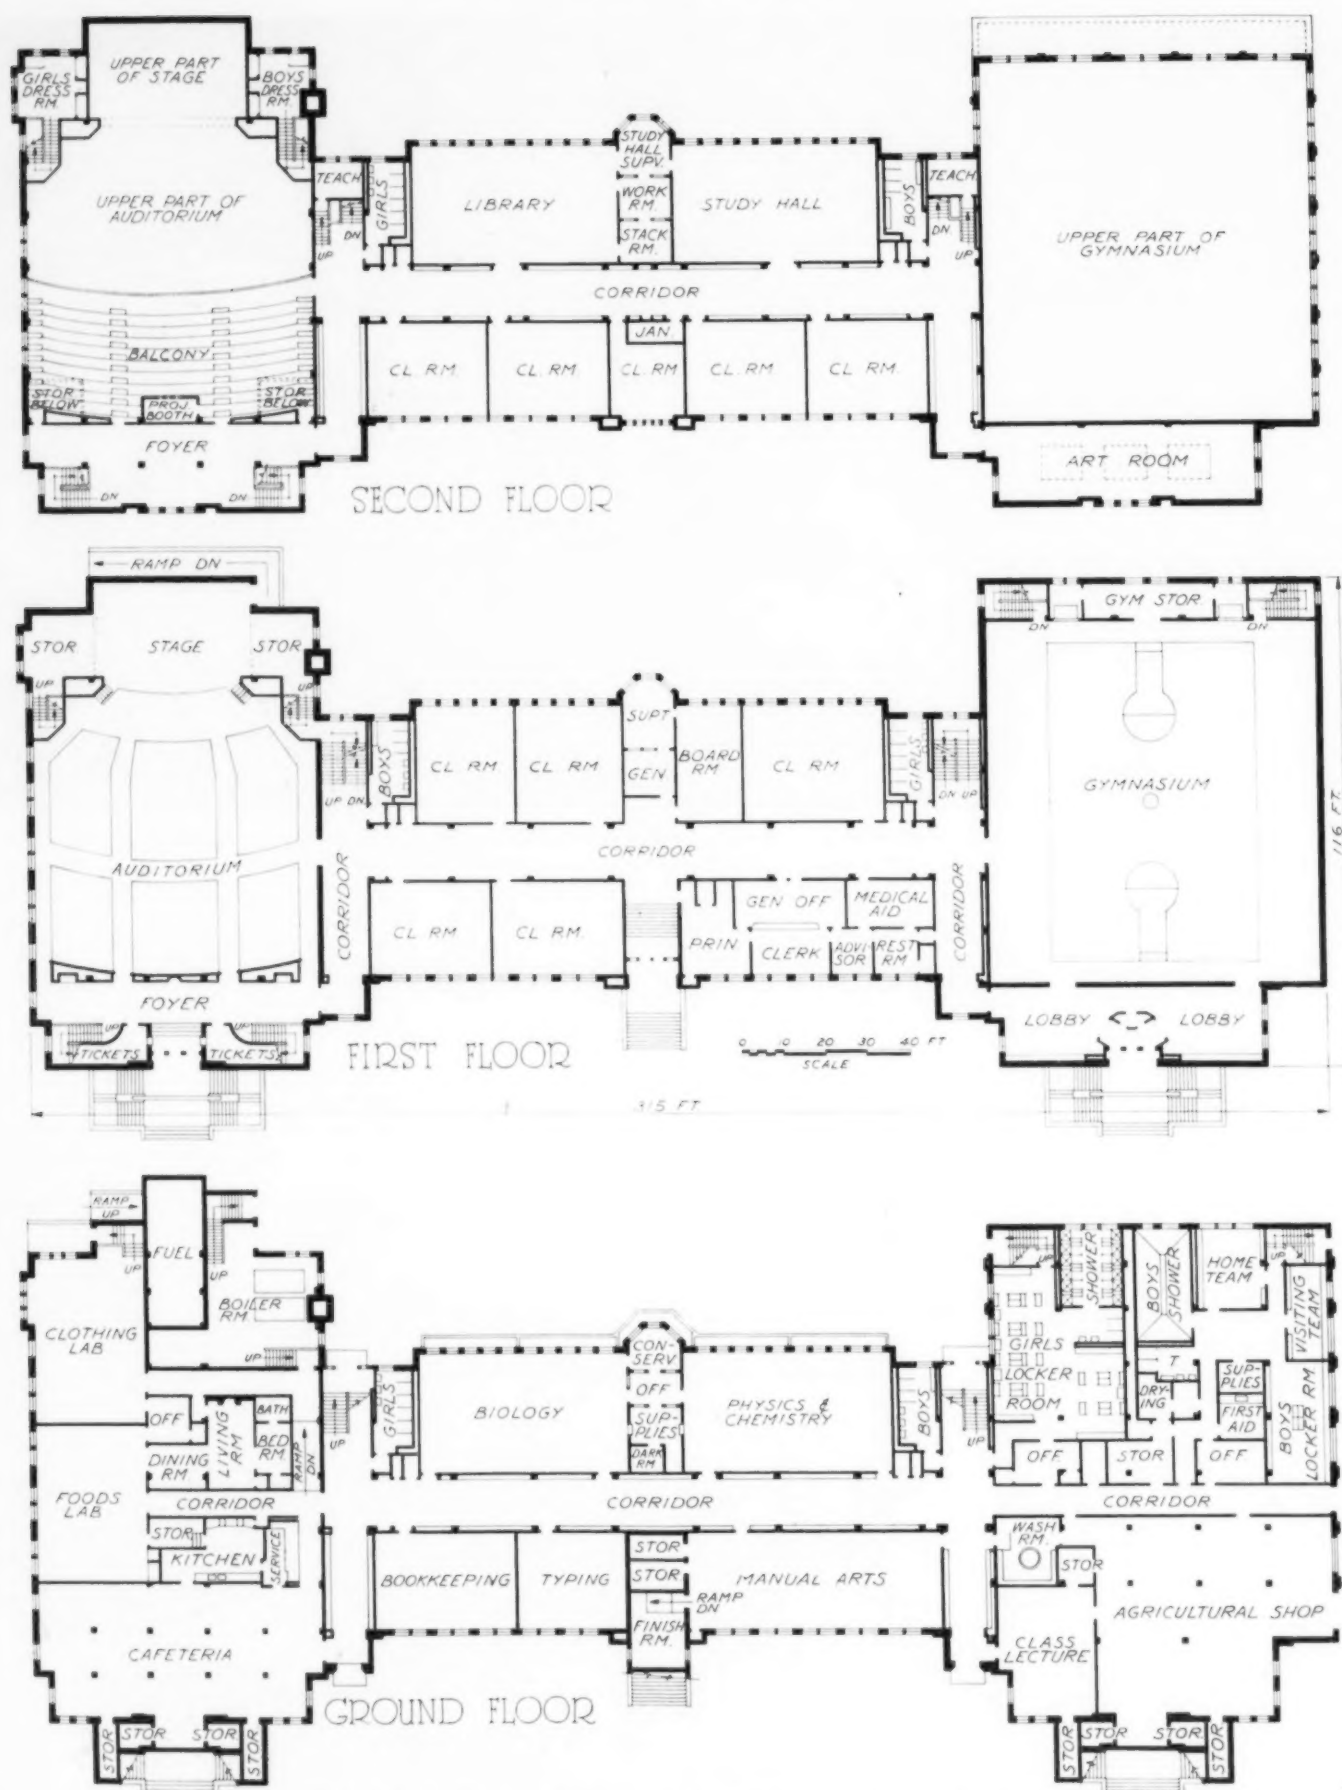 UPPER PART
OF STAGE
GIRLS
DRESS
RM.
BOYS
DRESS
RM.
UPPER PART OF
AUDITORIUM
TEACH
GIRLS
DN
UP
LIBRARY
STUDY
HALL
SUPV.
WORK
RM.
STACK
RM.
STUDY HALL
BOYS
TEACH
DN
UP
UPPER PART OF
GYMNASIUM
CORRIDOR
BALCONY
STOR
BELOW
PROJ.
BOOTH
STOR
BELOW
CL. RM.
CL. RM.
JAN.
CL. RM
CL. RM.
CL. RM.
FOYER
DN
DN
ART ROOM
SECOND FLOOR
RAMP DN
STOR
STAGE
STOR
UP
UP
GYM STOR.
DN
DN
UP DN
BOYS
CL RM
CL RM
SUPT
GEN
BOARD
RM
CL RM
GIRLS
DN UP
GYMNASIUM
116 FT.
AUDITORIUM
CORRIDOR
CORRIDOR
CL RM
CL RM.
PRIN
GEN OFF
MEDICAL
AID
CLERK
ADVI-
SOR
REST
RM
CORRIDOR
FOYER
UP
UP
TICKETS
TICKETS
LOBBY
LOBBY
FIRST FLOOR
0 10 20 30 40 FT
SCALE
315 FT
RAMP
UP
UP
FUEL
UP
BOILER
RM.
UP
CLOTHING
LAB
OFF
LIVING
RM
BATH
BED
RM.
DINING
RM
RAMP
DN
FOODS
LAB
CORRIDOR
STOR
KITCHEN
SERVICE
CAFETERIA
STOR
STOR
STOR
STOR
UP
GIRLS
BIOLOGY
CON-
SERV
OFF
SUP-
PLIES
DARK
RM
PHYSICS &
CHEMISTRY
BOYS
UP
CORRIDOR
BOOKKEEPING
TYPING
STOR
STOR
RAMP
DN
FINISH
RM.
MANUAL ARTS
GROUND FLOOR
UP
SHOWER
BOYS
SHOWER
HOME
TEAM
UP
VISITING
TEAM
GIRLS
LOCKER
ROOM
T
DRY-
ING
SUP-
PLIES
FIRST
AID
BOYS
LOCKER RM
OFF
STOR
OFF
CORRIDOR
WASH
RM.
STOR
CLASS
LECTURE
AGRICULTURAL SHOP
STOR
STOR
STOR
STOR